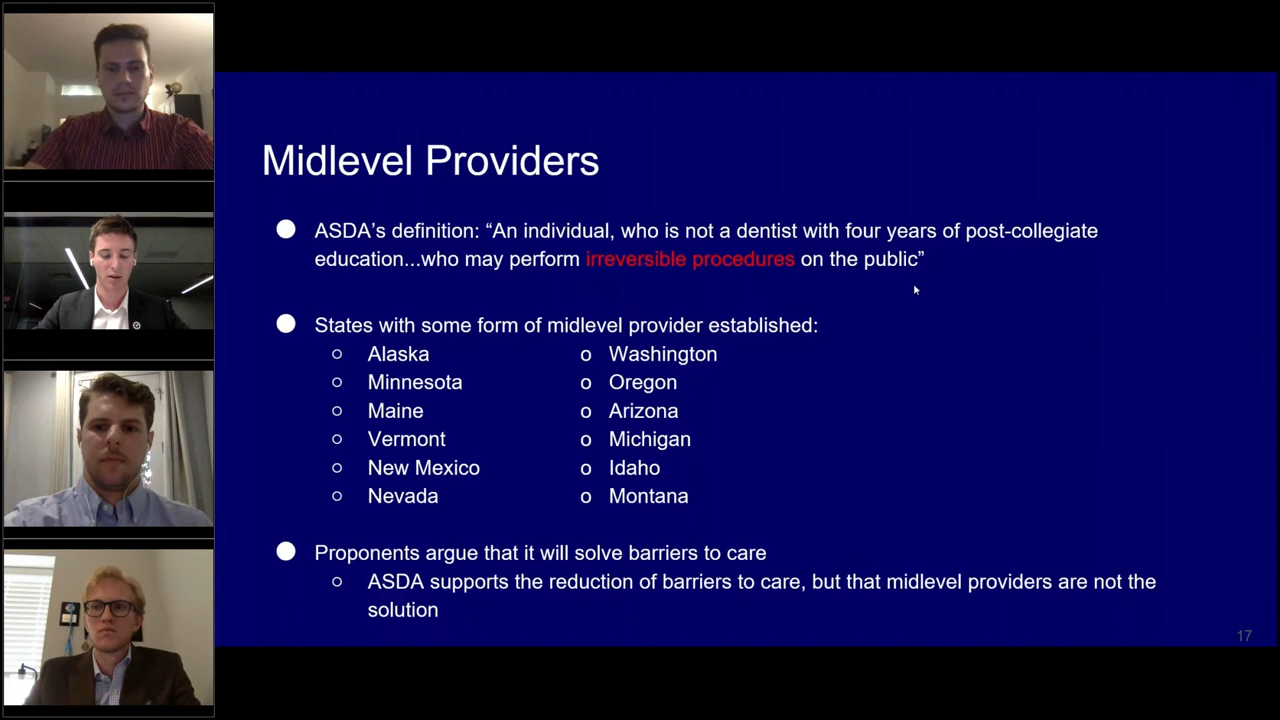 Midlevel Providers
● ASDA's definition: “An individual, who is not a dentist with four years of post-collegiate
education...who may perform irreversible procedures on the public”
● States with some form of midlevel provider established:
○ Alaska
○ Minnesota
○ Maine
○ Vermont
○ New Mexico
○ Nevada
o Washington
o Oregon
o Arizona
o Michigan
o Idaho
o Montana
● Proponents argue that it will solve barriers to care
○ ASDA supports the reduction of barriers to care, but that midlevel providers are not the
solution
17